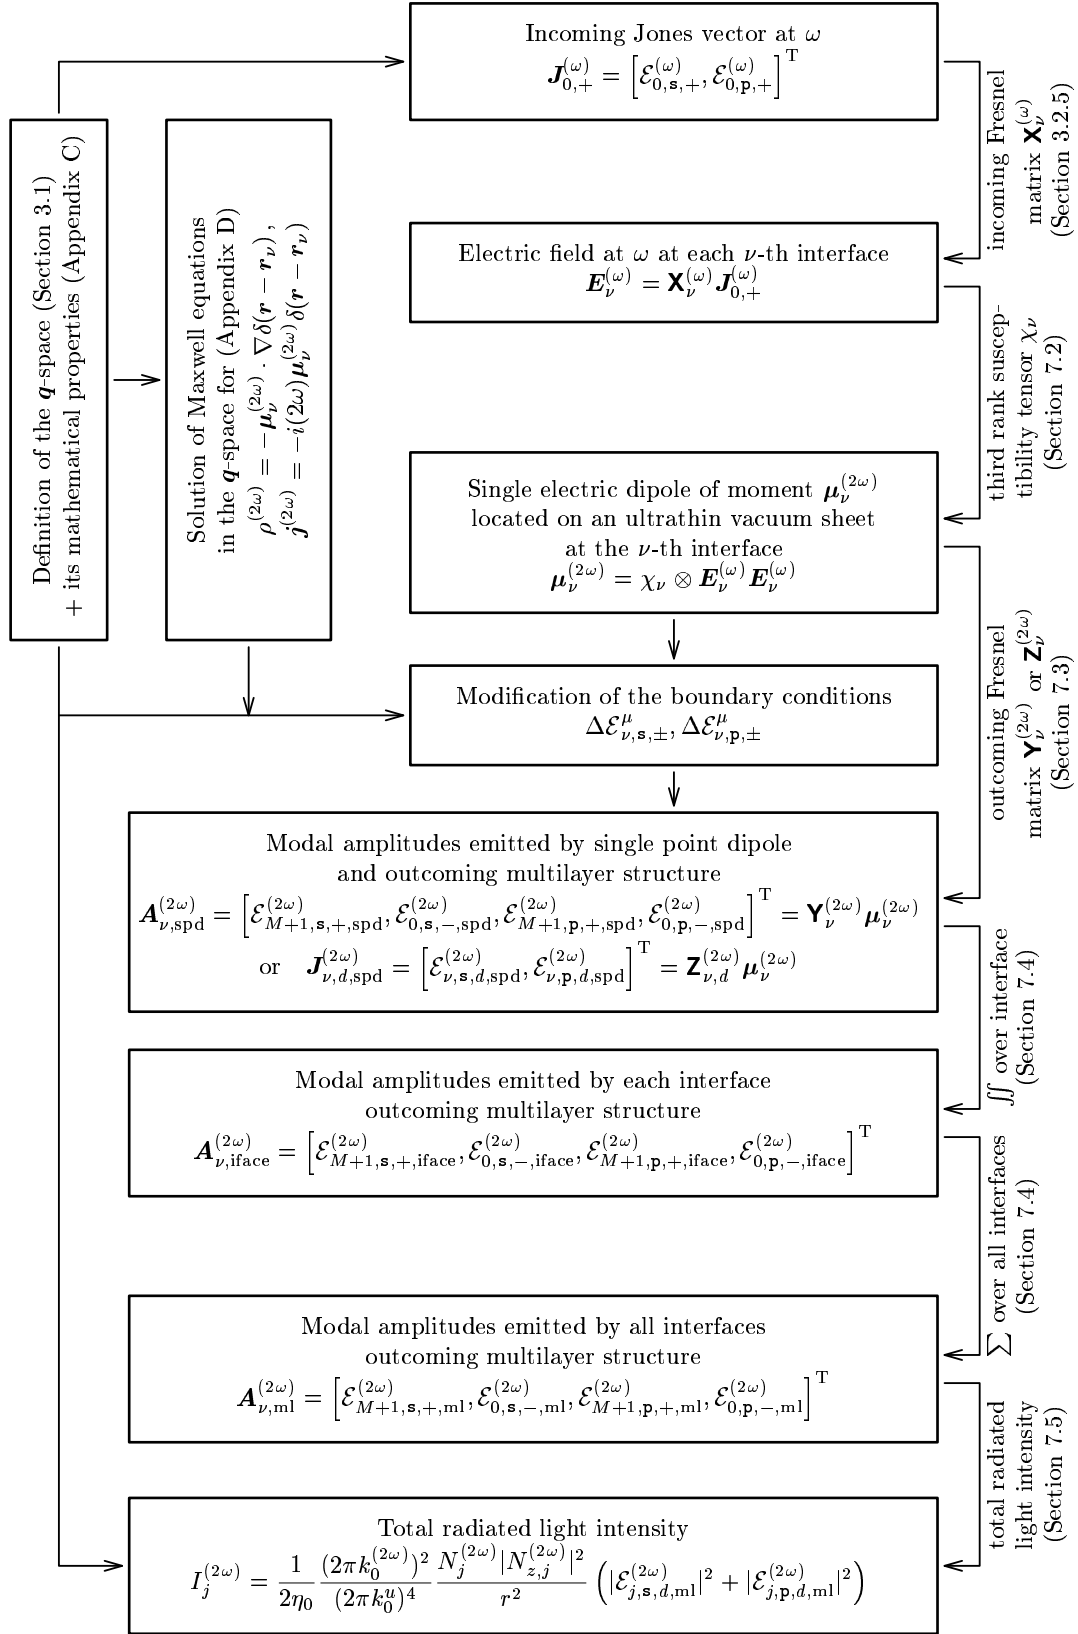 Incoming Jones vector at ω
J_{0,+}^{(ω)} = [ℰ_{0,s,+}^{(ω)}, ℰ_{0,p,+}^{(ω)}]^T
incoming Fresnel
matrix X_ν^{(ω)}
(Section 3.2.5)
Definition of the q-space (Section 3.1)
+ its mathematical properties (Appendix C)
Solution of Maxwell equations
in the q-space for (Appendix D)
ρ^{(2ω)} = −μ_ν^{(2ω)} · ∇δ(r − r_ν),
j^{(2ω)} = −i(2ω)μ_ν^{(2ω)} δ(r − r_ν)
Electric field at ω at each ν-th interface
E_ν^{(ω)} = X_ν^{(ω)} J_{0,+}^{(ω)}
third rank suscep-
tibility tensor χ_ν
(Section 7.2)
Single electric dipole of moment μ_ν^{(2ω)}
located on an ultrathin vacuum sheet
at the ν-th interface
μ_ν^{(2ω)} = χ_ν ⊗ E_ν^{(ω)} E_ν^{(ω)}
outcoming Fresnel
matrix Y_ν^{(2ω)} or Z_ν^{(2ω)}
(Section 7.3)
Modification of the boundary conditions
Δℰ_{ν,s,±}^μ, Δℰ_{ν,p,±}^μ
Modal amplitudes emitted by single point dipole
and outcoming multilayer structure
A_{ν,spd}^{(2ω)} = [ℰ_{M+1,s,+,spd}^{(2ω)}, ℰ_{0,s,−,spd}^{(2ω)}, ℰ_{M+1,p,+,spd}^{(2ω)}, ℰ_{0,p,−,spd}^{(2ω)}]^T = Y_ν^{(2ω)} μ_ν^{(2ω)}
or J_{ν,d,spd}^{(2ω)} = [ℰ_{ν,s,d,spd}^{(2ω)}, ℰ_{ν,p,d,spd}^{(2ω)}]^T = Z_{ν,d}^{(2ω)} μ_ν^{(2ω)}
∬ over interface
(Section 7.4)
Modal amplitudes emitted by each interface
outcoming multilayer structure
A_{ν,iface}^{(2ω)} = [ℰ_{M+1,s,+,iface}^{(2ω)}, ℰ_{0,s,−,iface}^{(2ω)}, ℰ_{M+1,p,+,iface}^{(2ω)}, ℰ_{0,p,−,iface}^{(2ω)}]^T
∑ over all interfaces
(Section 7.4)
Modal amplitudes emitted by all interfaces
outcoming multilayer structure
A_{ν,ml}^{(2ω)} = [ℰ_{M+1,s,+,ml}^{(2ω)}, ℰ_{0,s,−,ml}^{(2ω)}, ℰ_{M+1,p,+,ml}^{(2ω)}, ℰ_{0,p,−,ml}^{(2ω)}]^T
total radiated
light intensity
(Section 7.5)
Total radiated light intensity
I_j^{(2ω)} = \frac{1}{2η_0} \frac{(2πk_0^{(2ω)})^2}{(2πk_0^u)^4} \frac{N_j^{(2ω)} |N_{z,j}^{(2ω)}|^2}{r^2} (|ℰ_{j,s,d,ml}^{(2ω)}|^2 + |ℰ_{j,p,d,ml}^{(2ω)}|^2)